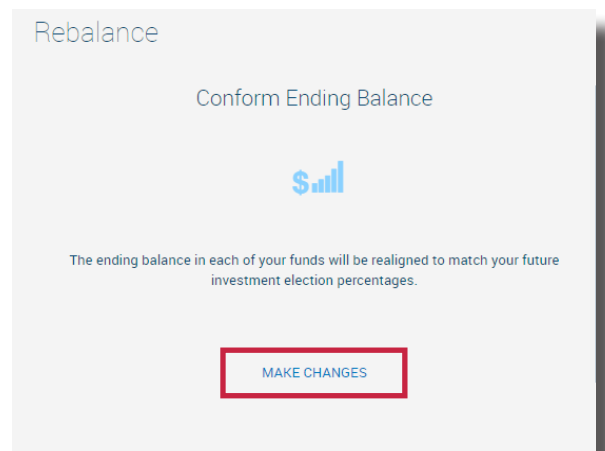 Rebalance
Conform Ending Balance
$
The ending balance in each of your funds will be realigned to match your future
investment election percentages.
MAKE CHANGES